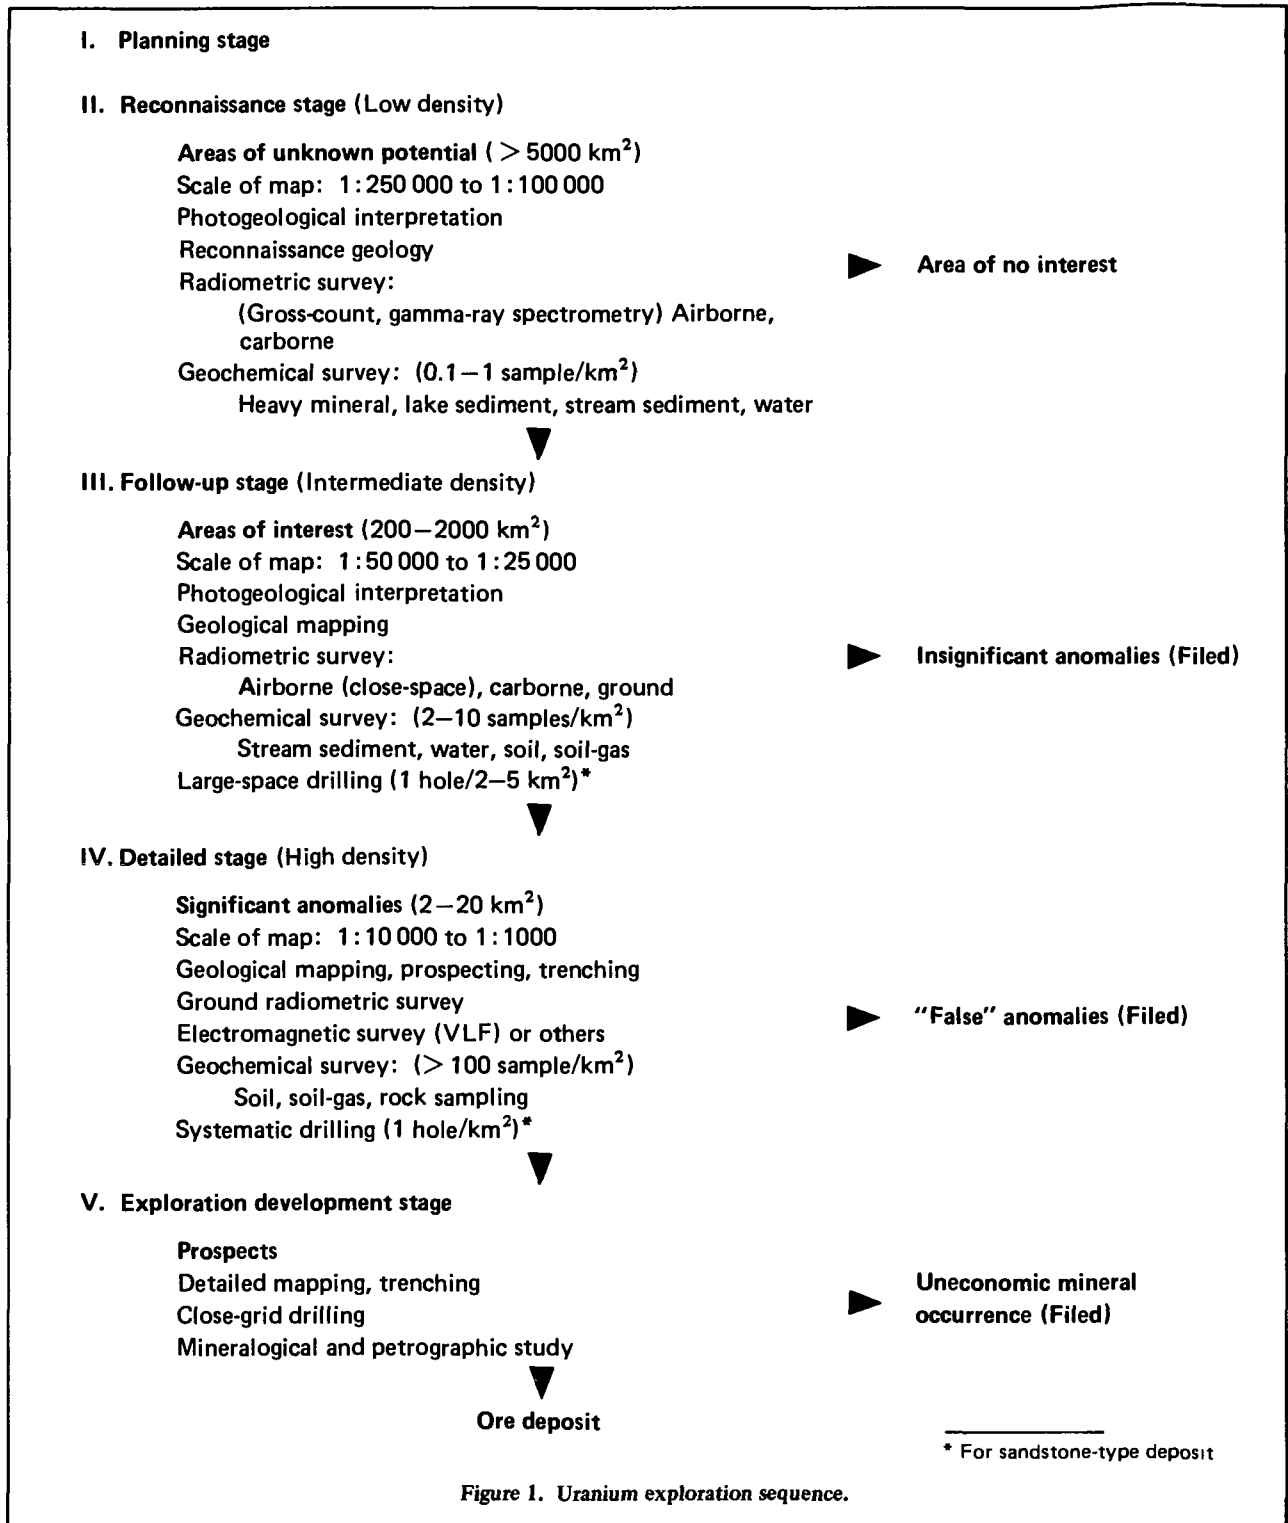 I. Planning stage
II. Reconnaissance stage (Low density)
Areas of unknown potential ( > 5000 km²)
Scale of map: 1:250 000 to 1:100 000
Photogeological interpretation
Reconnaissance geology
Area of no interest
Radiometric survey:
(Gross-count, gamma-ray spectrometry) Airborne,
carborne
Geochemical survey: (0.1–1 sample/km²)
Heavy mineral, lake sediment, stream sediment, water
III. Follow-up stage (Intermediate density)
Areas of interest (200–2000 km²)
Scale of map: 1:50 000 to 1:25 000
Photogeological interpretation
Geological mapping
Radiometric survey:
Insignificant anomalies (Filed)
Airborne (close-space), carborne, ground
Geochemical survey: (2–10 samples/km²)
Stream sediment, water, soil, soil-gas
Large-space drilling (1 hole/2–5 km²)*
IV. Detailed stage (High density)
Significant anomalies (2–20 km²)
Scale of map: 1:10 000 to 1:1000
Geological mapping, prospecting, trenching
Ground radiometric survey
"False" anomalies (Filed)
Electromagnetic survey (VLF) or others
Geochemical survey: (> 100 sample/km²)
Soil, soil-gas, rock sampling
Systematic drilling (1 hole/km²)*
V. Exploration development stage
Prospects
Detailed mapping, trenching
Close-grid drilling
Mineralogical and petrographic study
Uneconomic mineral
occurrence (Filed)
Ore deposit
* For sandstone-type deposit
Figure 1. Uranium exploration sequence.